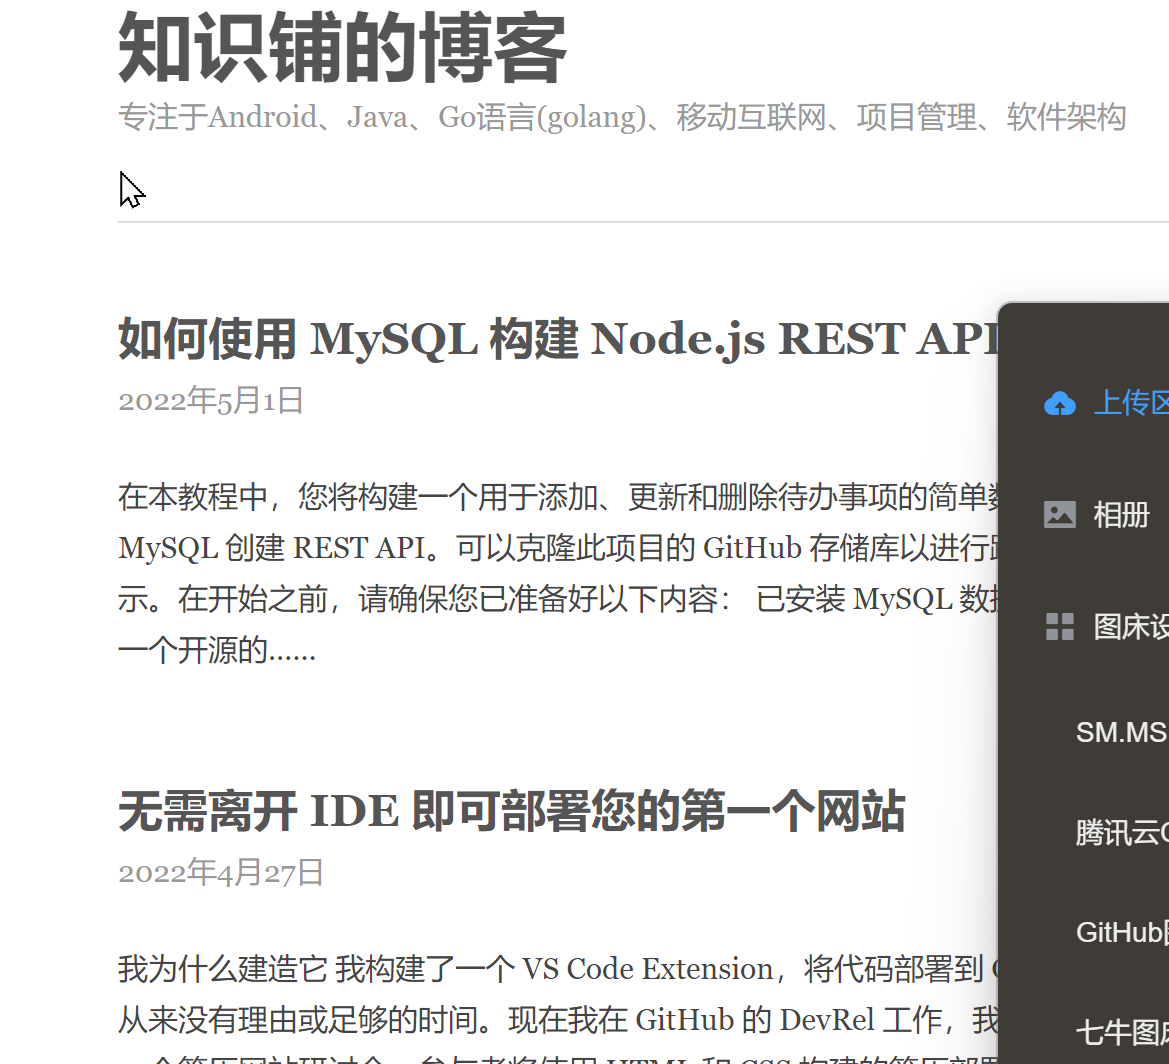 知识铺的博客
专注于Android、Java、Go语言(golang)、移动互联网、项目管理、软件架构
如何使用 MySQL 构建 Node.js REST API
2022年5月1日
在本教程中，您将构建一个用于添加、更新和删除待办事项的简单
MySQL 创建 REST API。可以克隆此项目的 GitHub 存储库以进行
示。在开始之前，请确保您已准备好以下内容： 已安装 MySQL 数
一个开源的……
无需离开 IDE 即可部署您的第一个网站
2022年4月27日
我为什么建造它 我构建了一个 VS Code Extension，将代码部署到
从来没有理由或足够的时间。现在我在 GitHub 的 DevRel 工作，我
上传区
相册
图床设
SM.MS
腾讯云
GitHub
七牛图床